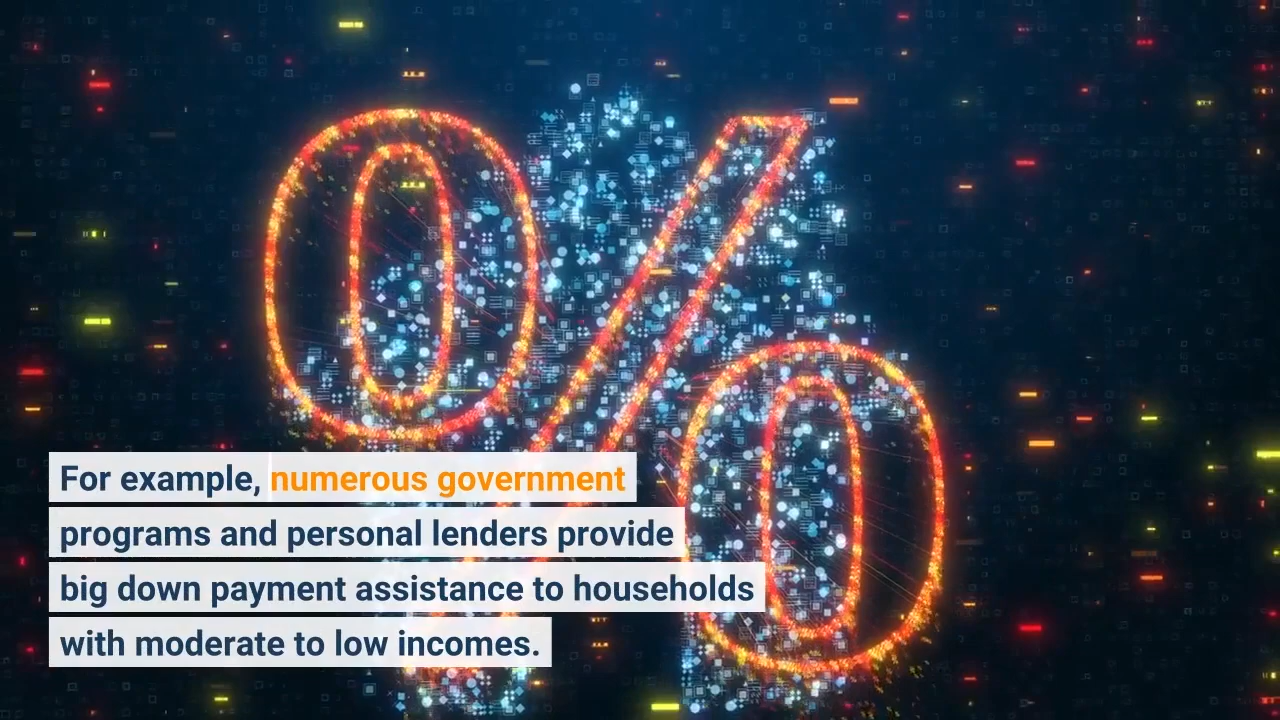 For example, numerous government
programs and personal lenders provide
big down payment assistance to households
with moderate to low incomes.